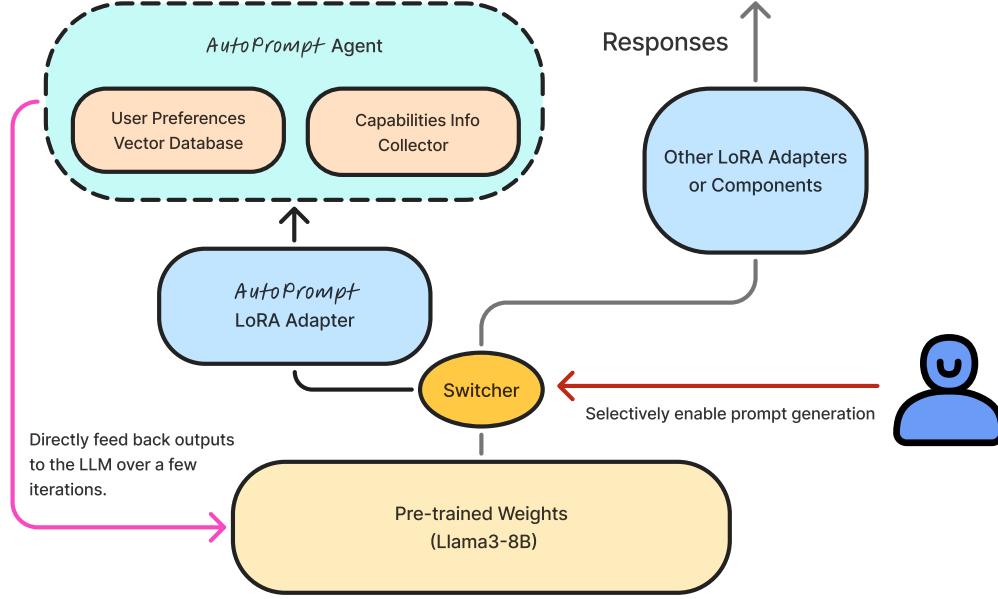 AutoPrompt Agent
User Preferences
Vector Database
Capabilities Info
Collector
Responses
Other LoRA Adapters
or Components
AutoPrompt
LoRA Adapter
Switcher
Selectively enable prompt generation
Directly feed back outputs
to the LLM over a few
iterations.
Pre-trained Weights
(Llama3-8B)